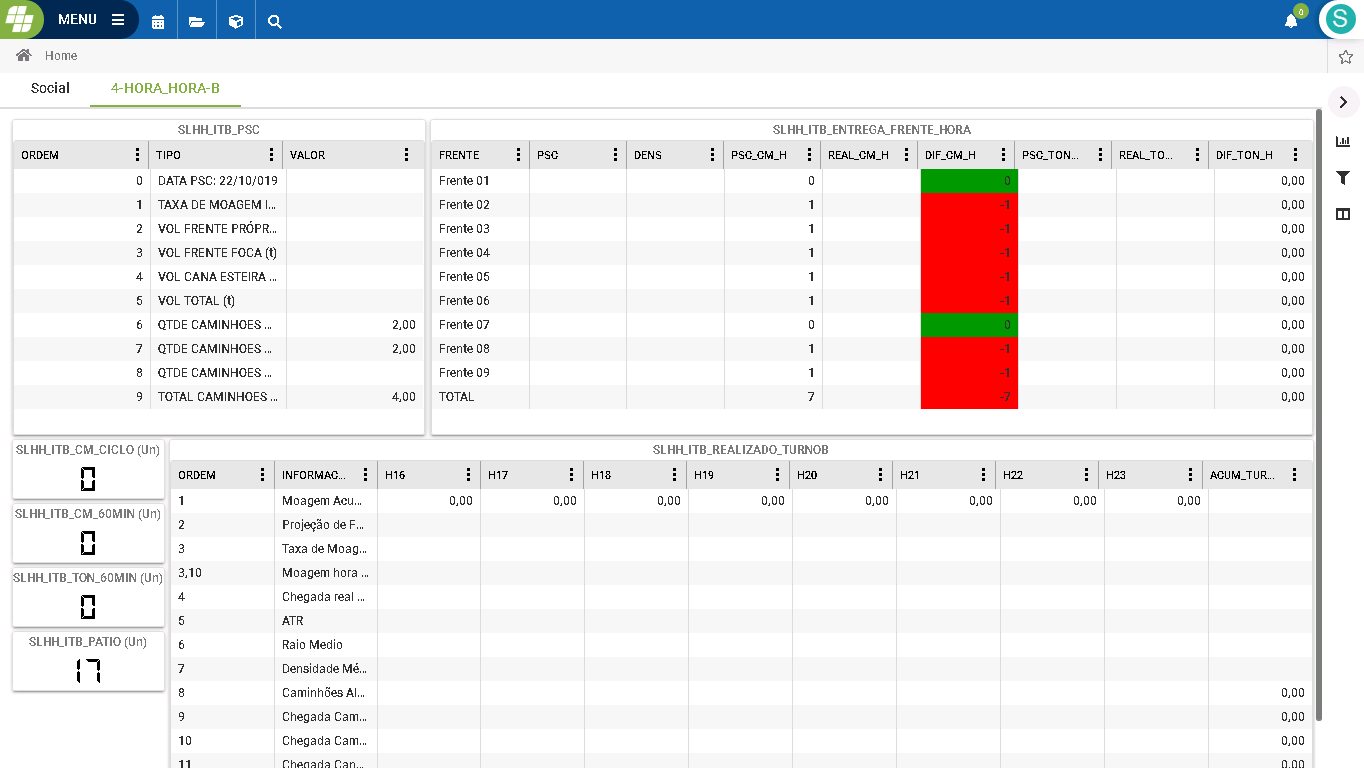 MENU
0
S
Home
Social 4-HORA_HORA-B
SLHH_ITB_PSC
ORDEM TIPO VALOR
0 DATA PSC: 22/10/019
1 TAXA DE MOAGEM I...
2 VOL FRENTE PRÓPR...
3 VOL FRENTE FOCA (t)
4 VOL CANA ESTEIRA ...
5 VOL TOTAL (t)
6 QTDE CAMINHOES ... 2,00
7 QTDE CAMINHOES ... 2,00
8 QTDE CAMINHOES ...
9 TOTAL CAMINHOES ... 4,00
SLHH_ITB_ENTREGA_FRENTE_HORA
FRENTE PSC DENS PSC_CM_H REAL_CM_H DIF_CM_H PSC_TON... REAL_TO... DIF_TON_H
Frente 01 0 0 0,00
Frente 02 1 -1 0,00
Frente 03 1 -1 0,00
Frente 04 1 -1 0,00
Frente 05 1 -1 0,00
Frente 06 1 -1 0,00
Frente 07 0 0 0,00
Frente 08 1 -1 0,00
Frente 09 1 -1 0,00
TOTAL 7 -7 0,00
SLHH_ITB_CM_CICLO (Un)
0
SLHH_ITB_CM_60MIN (Un)
0
SLHH_ITB_TON_60MIN (Un)
0
SLHH_ITB_PATIO (Un)
17
SLHH_ITB_REALIZADO_TURNOB
ORDEM INFORMAC... H16 H17 H18 H19 H20 H21 H22 H23 ACUM_TUR...
1 Moagem Acu... 0,00 0,00 0,00 0,00 0,00 0,00 0,00 0,00
2 Projeção de F...
3 Taxa de Moag...
3,10 Moagem hora ...
4 Chegada real ...
5 ATR
6 Raio Medio
7 Densidade Mé...
8 Caminhões Al... 0,00
9 Chegada Cam... 0,00
10 Chegada Cam... 0,00
11 Chegada Can... 0,00